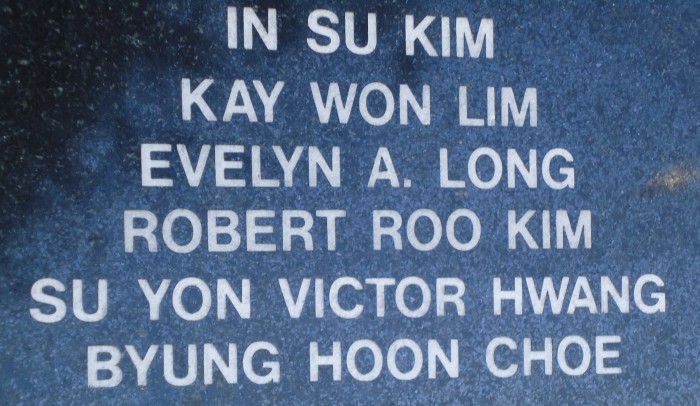 IN SU KIM
KAY WON LIM
EVELYN A. LONG
ROBERT ROO KIM
SU YON VICTOR HWANG
BYUNG HOON CHOE